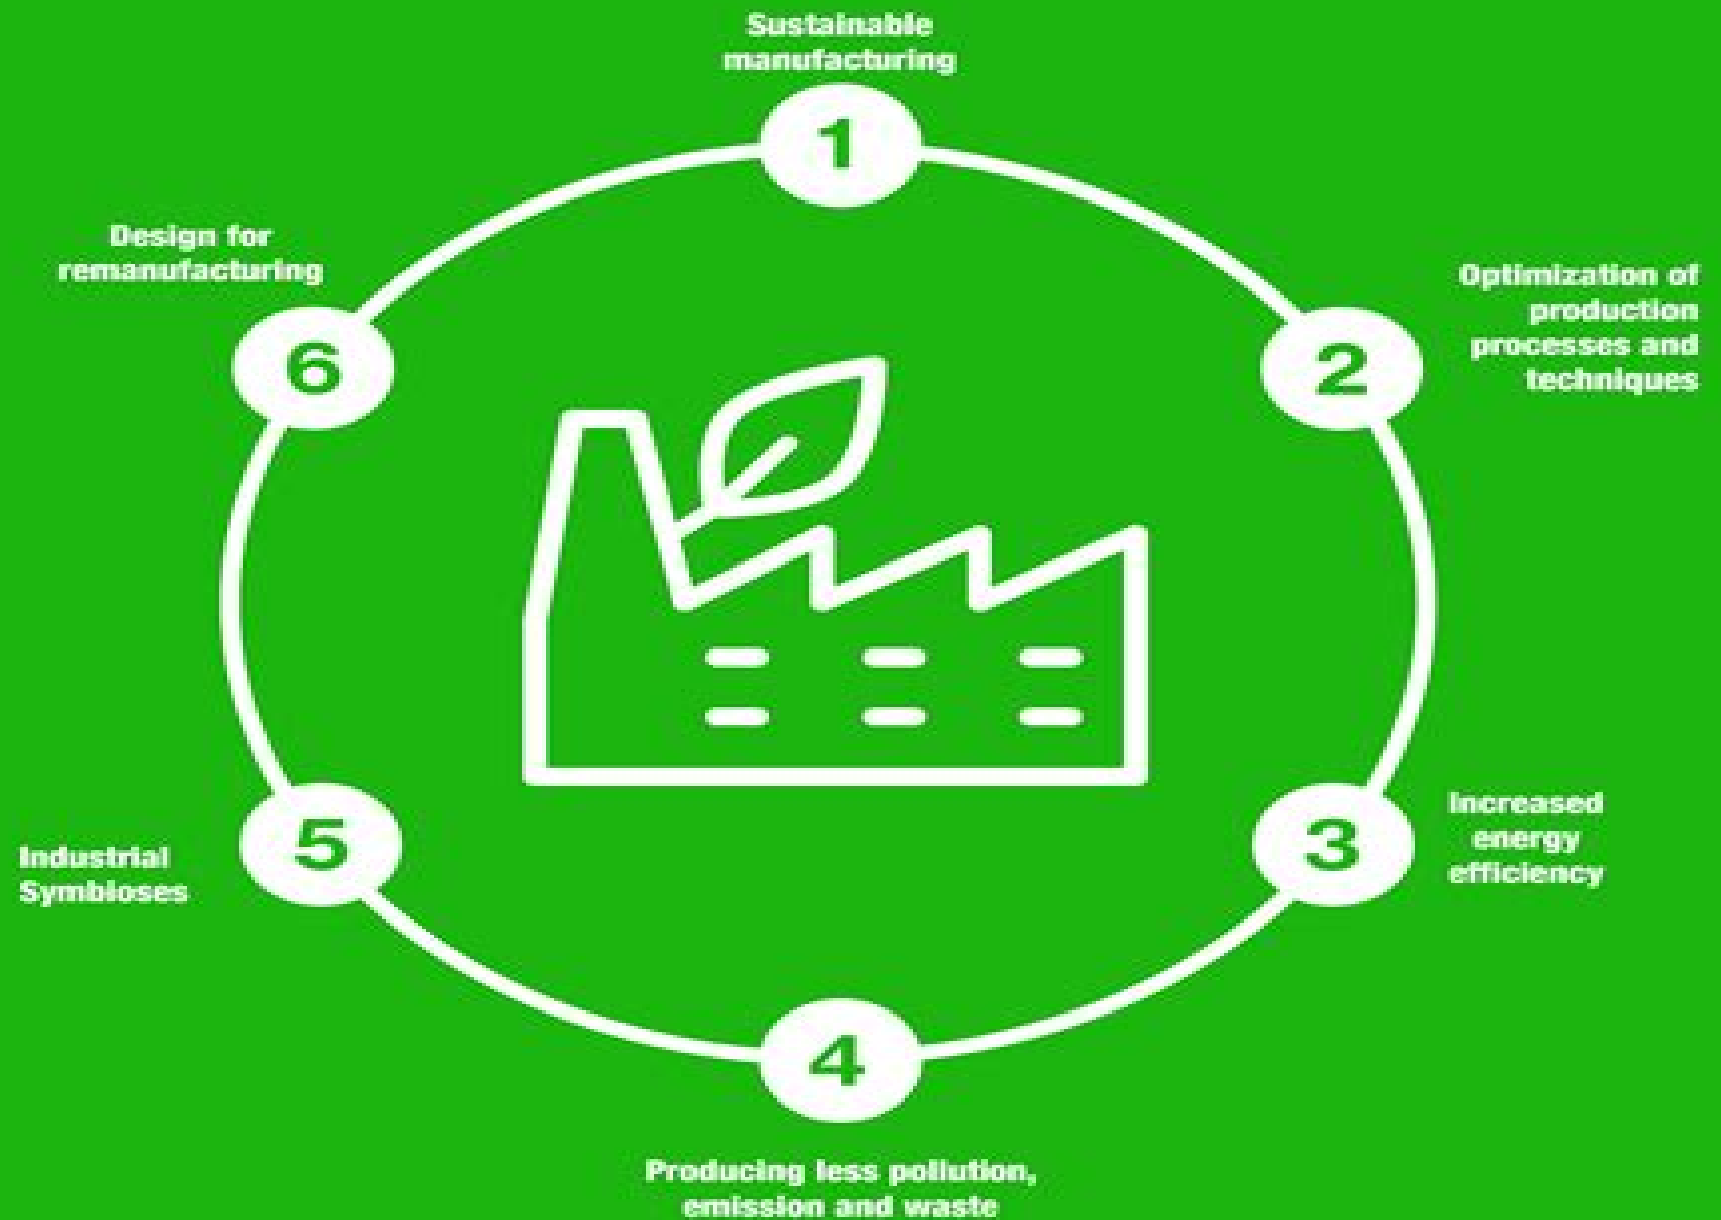 Sustainable
manufacturing
1
Optimization of
production
processes and
techniques
2
Increased
energy
efficiency
3
4
Producing less pollution,
emission and waste
5
Industrial
Symbioses
6
Design for
remanufacturing